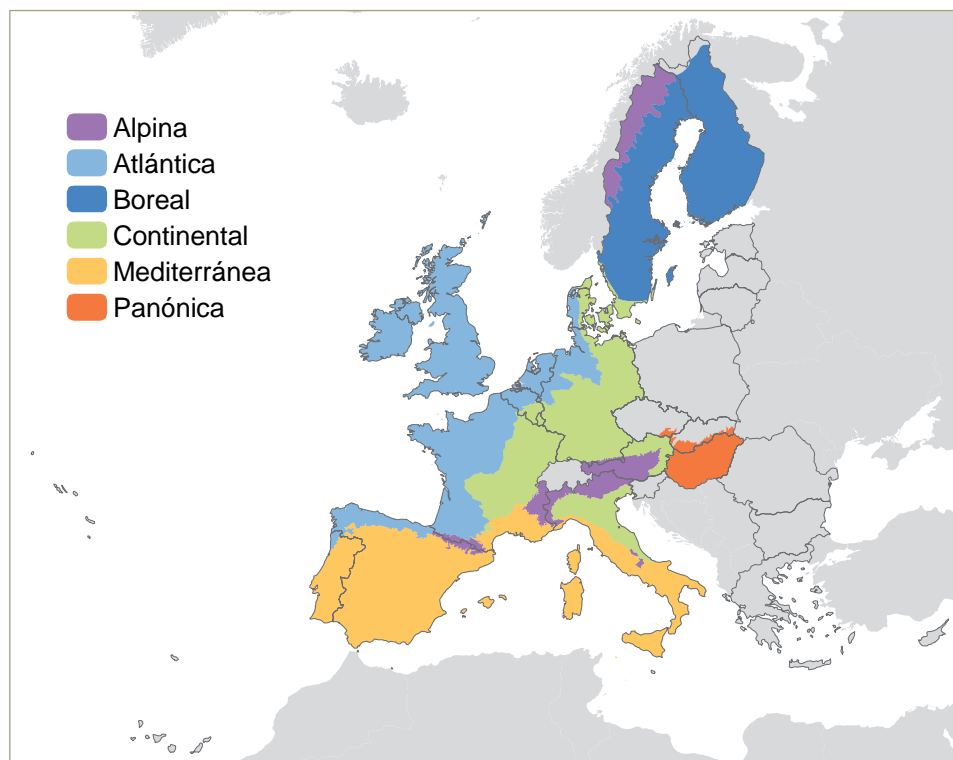 Alpina
Atlántica
Boreal
Continental
Mediterránea
Panónica